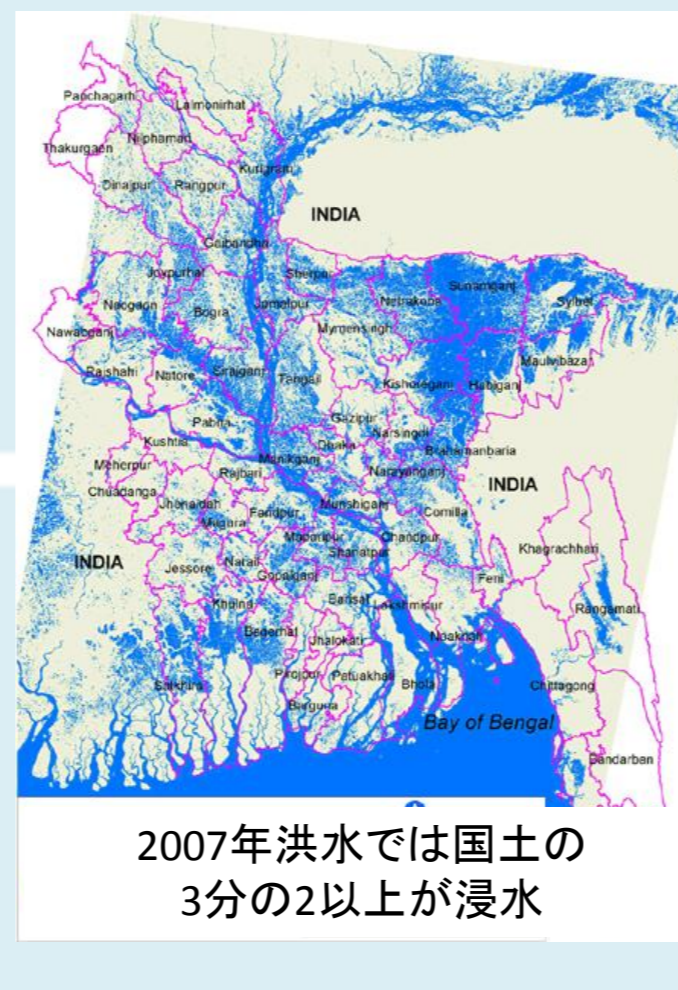 Panchagarh
Lalmonirhat
Nilphamari
Thakurgaon
Kurigram
Dinajpur
Rangpur
INDIA
Gaibandha
Sherpur
Joypurhat
Sunamganj
Naogaon
Jamalpur
Netrakona
Sylhet
Bogra
Mymensingh
Nawabganj
Maulvibazar
Rajshahi
Natore
Sirajganj
Tangail
Kishoreganj
Habiganj
Gazipur
Pabna
Narsingdi
Kushtia
Dhaka
Brahamanbaria
Manikganj
Meherpur
Rajbari
Narayanganj
INDIA
Chuadanga
Jhenaidah
Munshiganj
Comilla
Magura
Faridpur
Madaripur
Chandpur
Khagrachhari
Shariatpur
INDIA
Jessore
Narail
Gopalganj
Feni
Khulna
Barisal
Lakshmipur
Rangamati
Bagerhat
Jhalokati
Noakhali
Satkhira
Pirojpur
Patuakhali
Bhola
Chittagong
Barguna
Bay of Bengal
Bandarban
2007年洪水では国土の
3分の2以上が浸水